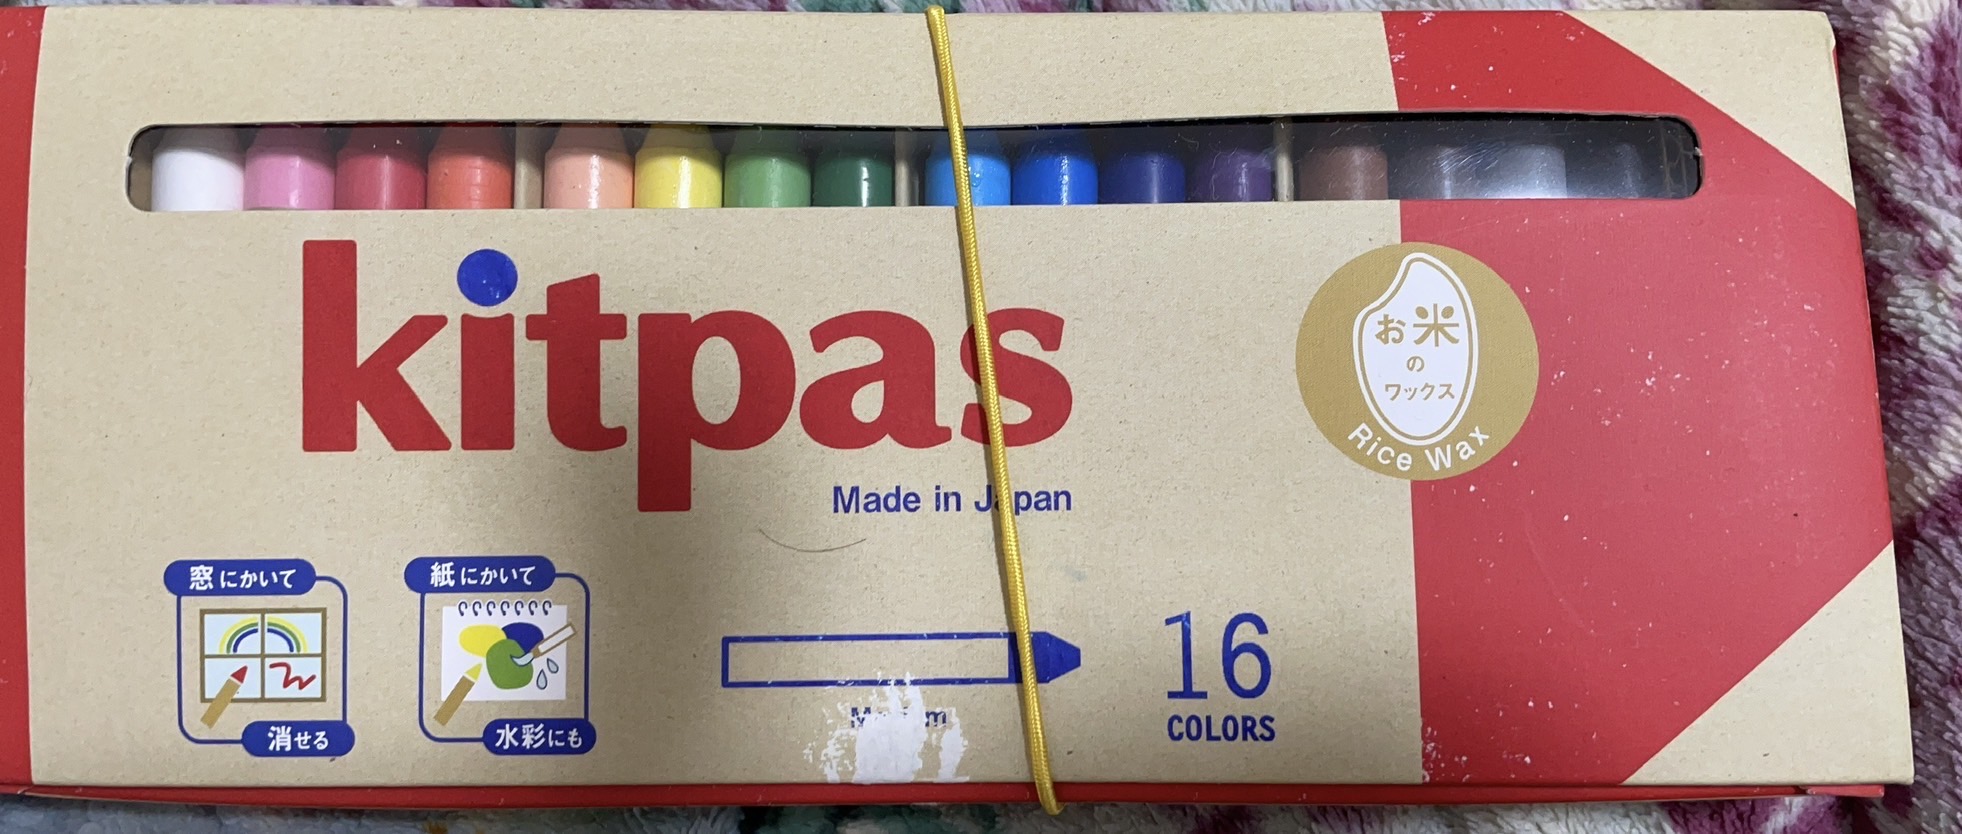 kitpas
Made in Japan
お米
の
ワックス
Rice Wax
窓にかいて
消せる
紙にかいて
水彩にも
16
COLORS